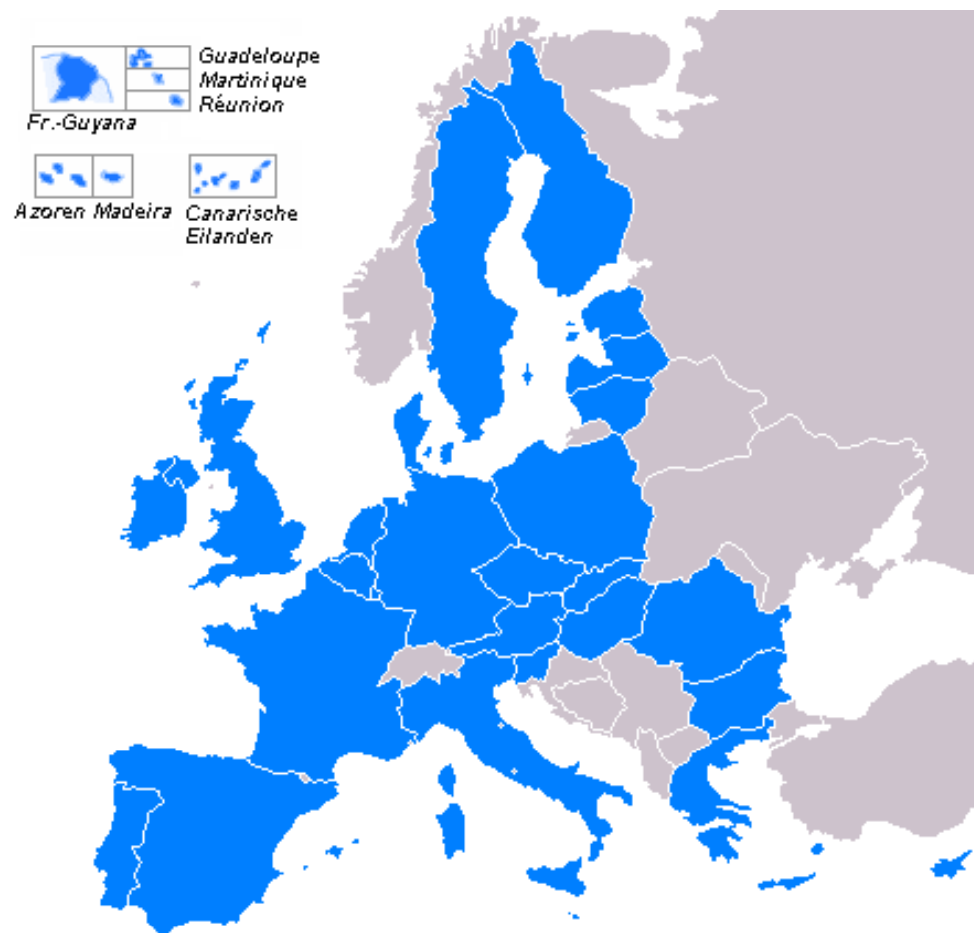 Guadeloupe
Martinique
Réunion
Fr.-Guyana
Azoren Madeira
Canarische
Eilanden